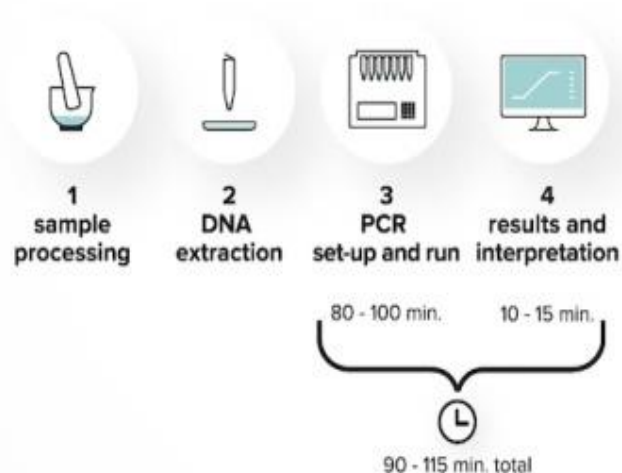 1
sample
processing
2
DNA
extraction
3
PCR
set-up and run
4
results and
interpretation
80 - 100 min.
10 - 15 min.
90 - 115 min. total